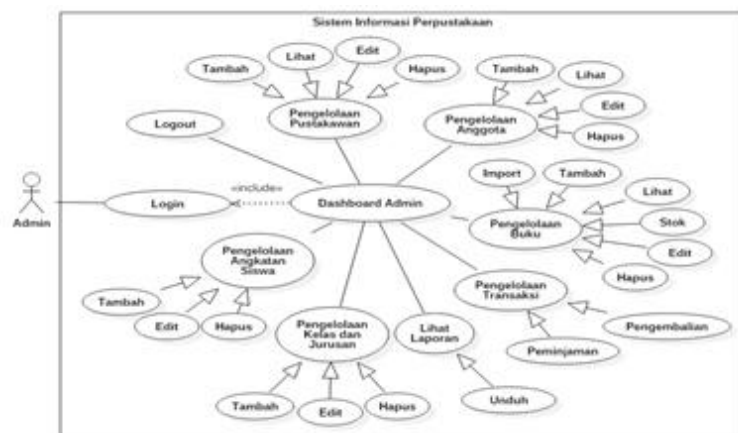 Sistem Informasi Perpustakaan
Tambah
Lihat
Edit
Hapus
Pengelolaan
Pustakawan
Tambah
Lihat
Edit
Hapus
Pengelolaan
Anggota
Logout
Admin
Login
«include»
Dashboard Admin
Import
Tambah
Lihat
Stok
Edit
Hapus
Pengelolaan
Buku
Pengelolaan
Angkatan
Siswa
Tambah
Edit
Hapus
Pengelolaan
Kelas dan
Jurusan
Tambah
Edit
Hapus
Lihat
Laporan
Unduh
Pengelolaan
Transaksi
Peminjaman
Pengembalian